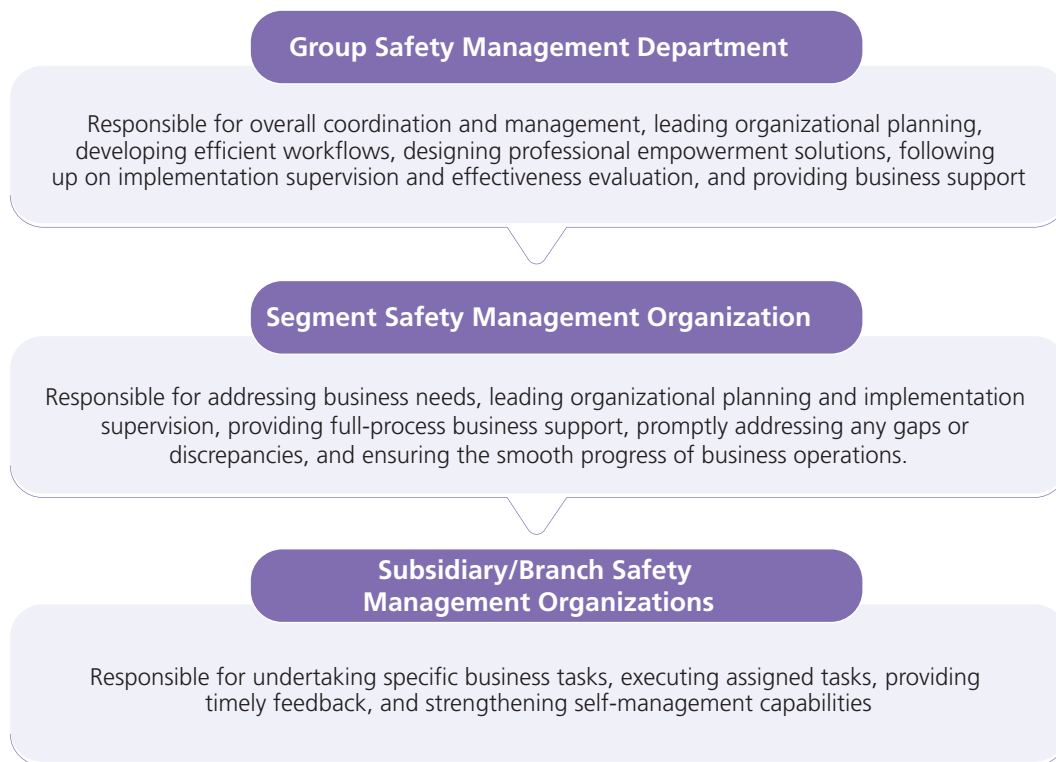 Group Safety Management Department
Responsible for overall coordination and management, leading organizational planning,
developing efficient workflows, designing professional empowerment solutions, following
up on implementation supervision and effectiveness evaluation, and providing business support
Segment Safety Management Organization
Responsible for addressing business needs, leading organizational planning and implementation
supervision, providing full-process business support, promptly addressing any gaps or
discrepancies, and ensuring the smooth progress of business operations.
Subsidiary/Branch Safety
Management Organizations
Responsible for undertaking specific business tasks, executing assigned tasks, providing
timely feedback, and strengthening self-management capabilities